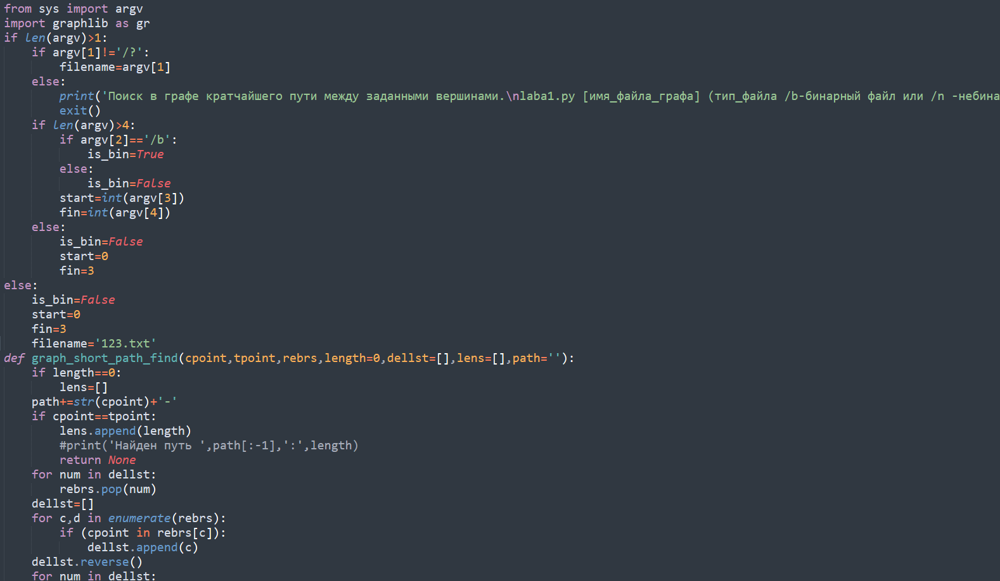 from sys import argv
import graphlib as gr
if len(argv)>1:
    if argv[1]!='/?':
        filename=argv[1]
    else:
        print('Поиск в графе кратчайшего пути между заданными вершинами.\nlaba1.py [имя_файла_графа] (тип_файла /b-бинарный файл или /n -небина
        exit()
    if len(argv)>4:
        if argv[2]=='/b':
            is_bin=True
        else:
            is_bin=False
        start=int(argv[3])
        fin=int(argv[4])
    else:
        is_bin=False
        start=0
        fin=3
else:
    is_bin=False
    start=0
    fin=3
    filename='123.txt'
def graph_short_path_find(cpoint,tpoint,rebrs,length=0,dellst=[],lens=[],path=''):
    if length==0:
        lens=[]
    path+=str(cpoint)+'-'
    if cpoint==tpoint:
        lens.append(length)
        #print('Найден путь ',path[:-1],':',length)
        return None
    for num in dellst:
        rebrs.pop(num)
    dellst=[]
    for c,d in enumerate(rebrs):
        if (cpoint in rebrs[c]):
            dellst.append(c)
    dellst.reverse()
    for num in dellst: